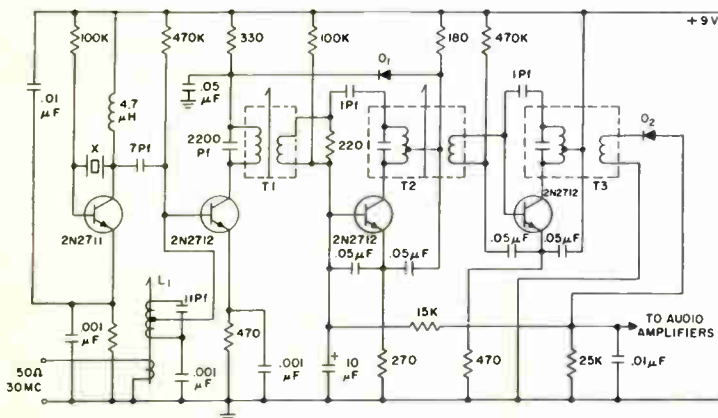 +9V
100K
470K
330
100K
180
470K
.01
μF
4.7
μH
.05
μF
D1
1Pf
1Pf
D2
X
7Pf
2200
Pf
T1
220
T2
T3
2N2711
2N2712
2N2712
2N2712
.05μF
.05μF
.05μF
.05μF
L1
11Pf
15K
TO AUDIO
AMPLIFIERS
.001
μF
50Ω
30MC
.001
μF
470
.001
μF
+
10
μF
270
470
25K
.01μF